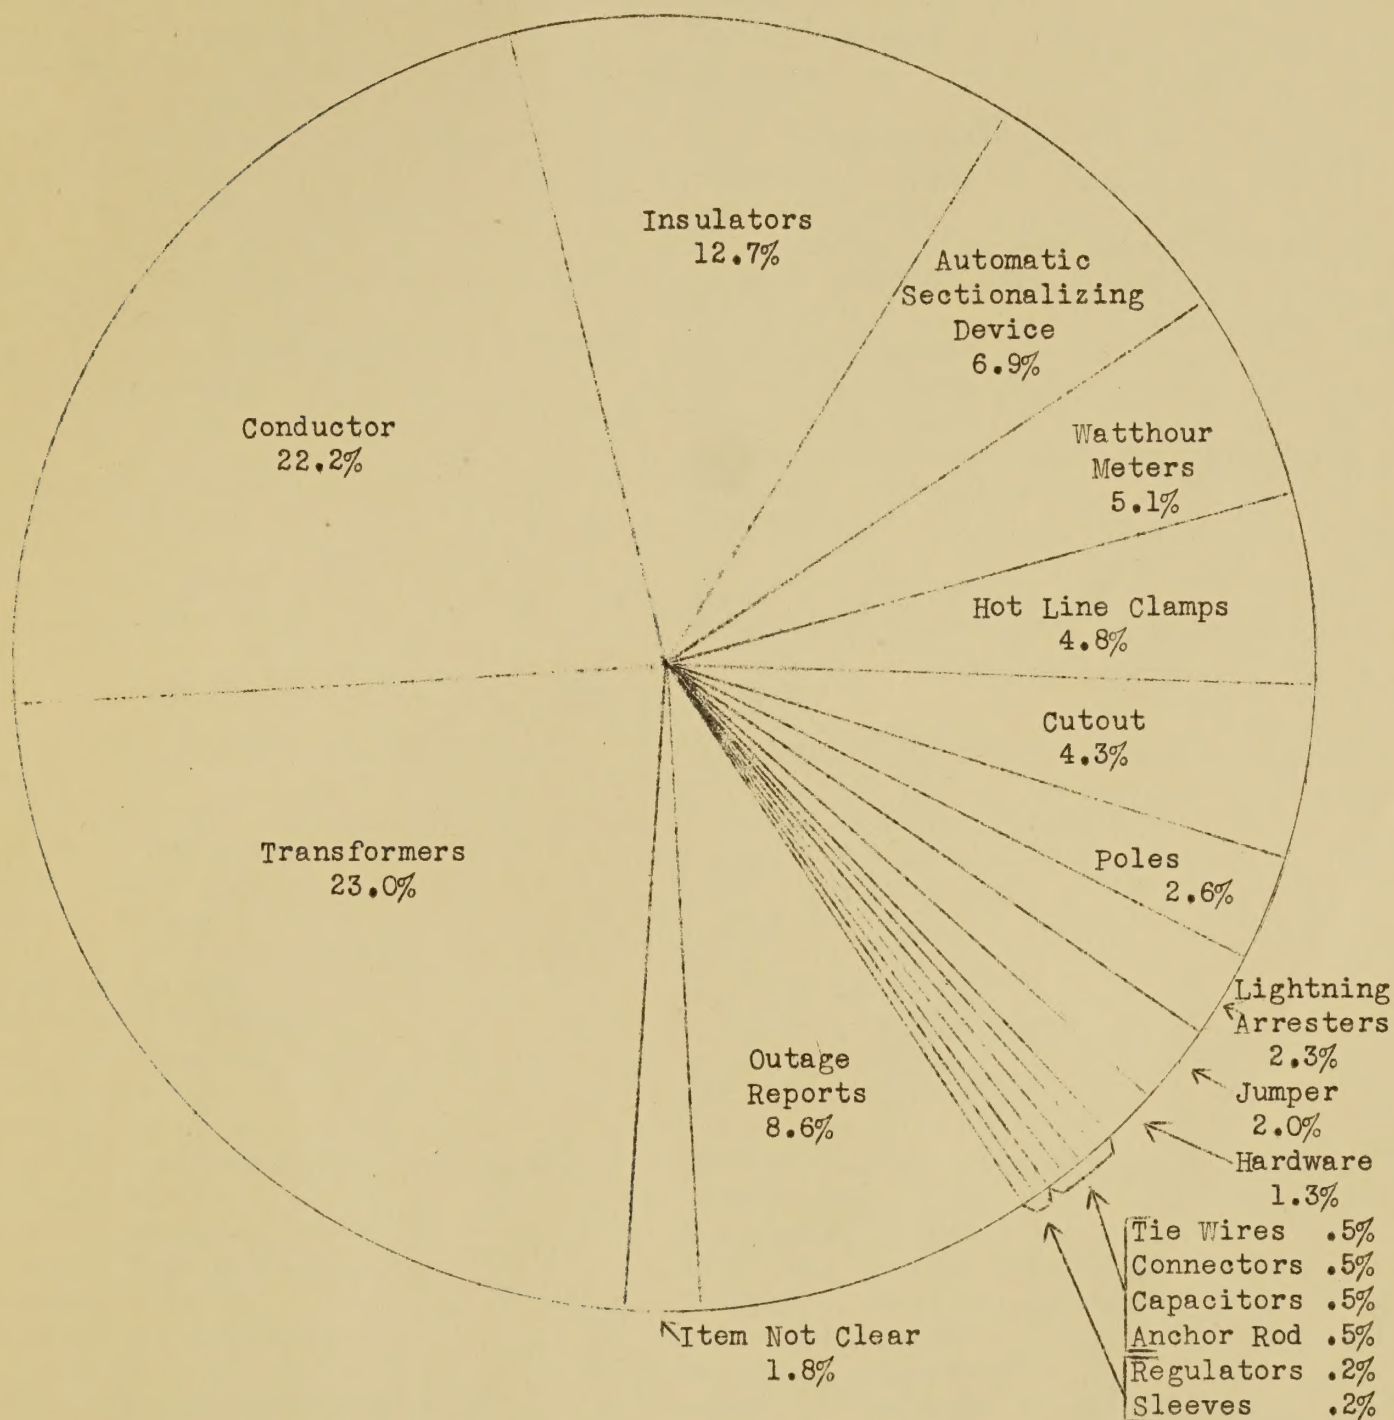 Insulators
12.7%
Automatic
Sectionalizing
Device
6.9%
Conductor
22.2%
Watthour
Meters
5.1%
Hot Line Clamps
4.8%
Cutout
4.3%
Transformers
23.0%
Poles
2.6%
Lightning
Arresters
2.3%
Outage
Reports
8.6%
Jumper
2.0%
Hardware
1.3%
Tie Wires .5%
Connectors .5%
Capacitors .5%
Anchor Rod .5%
Regulators .2%
Sleeves .2%
Item Not Clear
1.8%